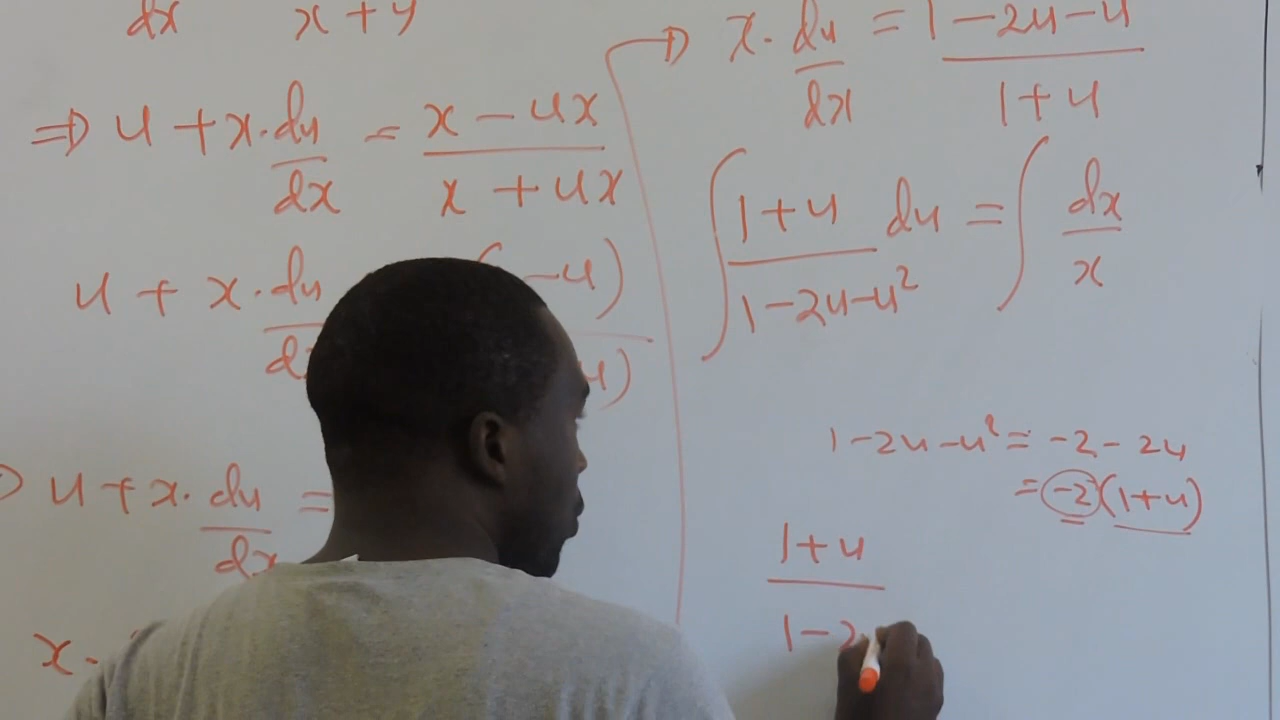 dx x+y
⇒ u + x. du/dx = x - ux / x + ux
u + x. du -u)
u)
u + x. du/dx =
x.
⇒ x. du/dx = 1-2u-u / 1+u
∫ 1+u / 1-2u-u² du = ∫ dx / x
1-2u-u² = -2-2u
= -2(1+u)
1+u
1-2